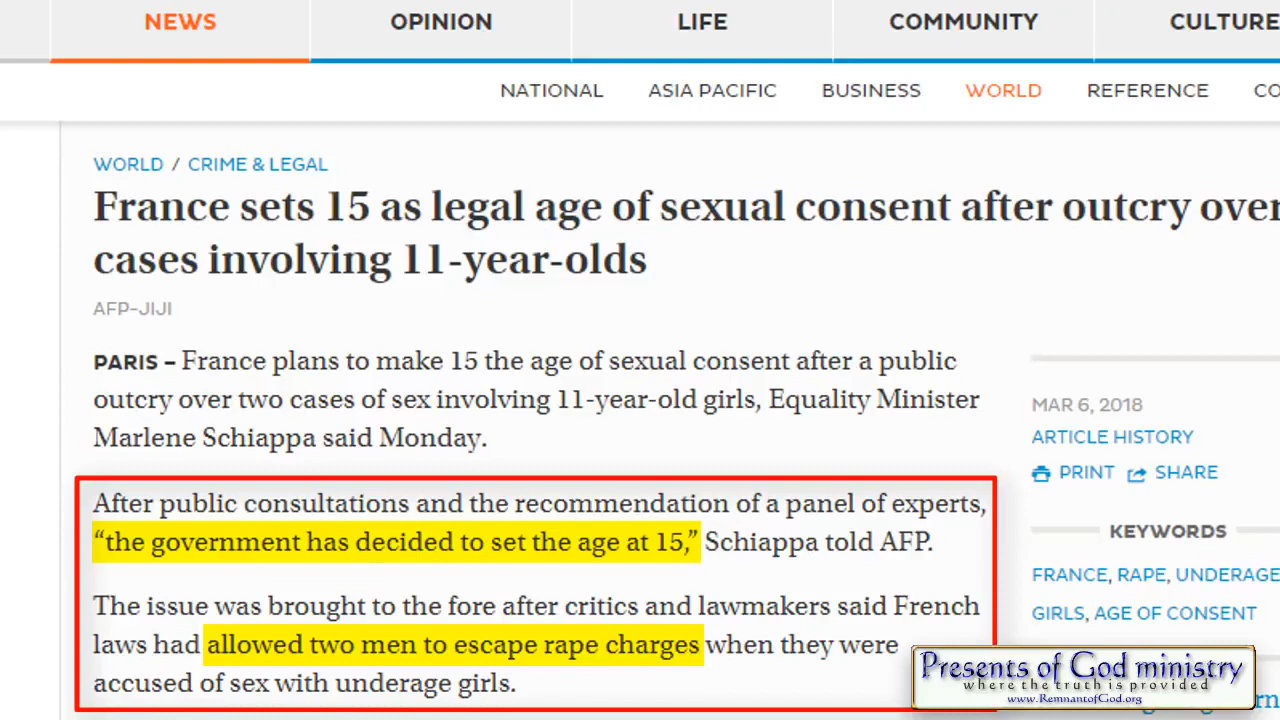 NEWS OPINION LIFE COMMUNITY CULTURE
NATIONAL ASIA PACIFIC BUSINESS WORLD REFERENCE CO
WORLD / CRIME & LEGAL
France sets 15 as legal age of sexual consent after outcry over
cases involving 11-year-olds
AFP-JIJI
PARIS – France plans to make 15 the age of sexual consent after a public
outcry over two cases of sex involving 11-year-old girls, Equality Minister
Marlene Schiappa said Monday.
After public consultations and the recommendation of a panel of experts,
“the government has decided to set the age at 15,” Schiappa told AFP.
The issue was brought to the fore after critics and lawmakers said French
laws had allowed two men to escape rape charges when they were
accused of sex with underage girls.
MAR 6, 2018
ARTICLE HISTORY
PRINT SHARE
KEYWORDS
FRANCE, RAPE, UNDERAGE
GIRLS, AGE OF CONSENT
Presents of God ministry
where the truth is provided
www.RemnantofGod.org